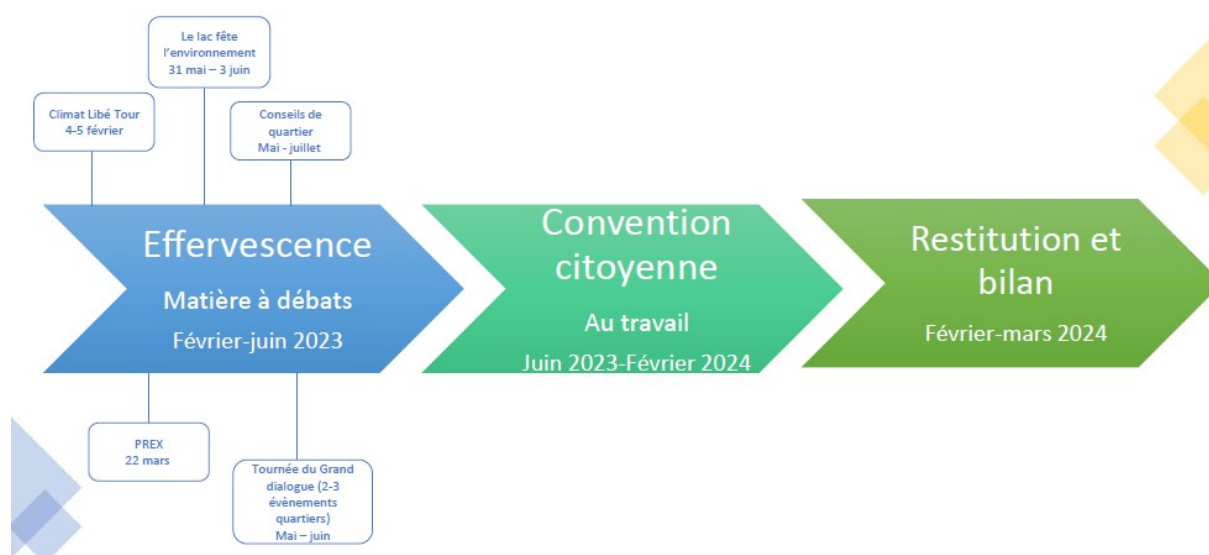 Le lac fête
l'environnement
31 mai – 3 juin
Climat Libé Tour
4-5 février
Conseils de
quartier
Mai - juillet
Effervescence
Matière à débats
Février-juin 2023
Convention
citoyenne
Au travail
Juin 2023-Février 2024
Restitution et
bilan
Février-mars 2024
PREX
22 mars
Tournée du Grand
dialogue (2-3
évènements
quartiers)
Mai – juin